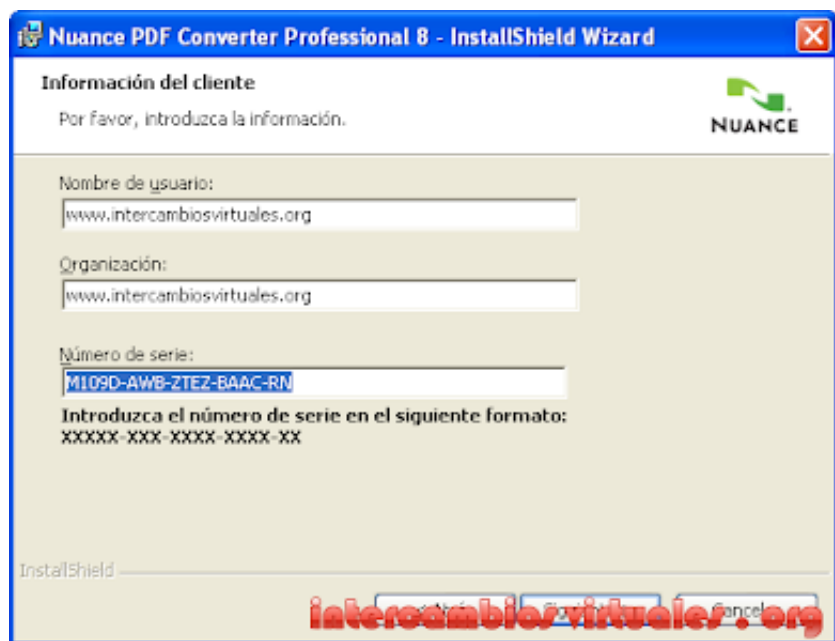 Nuance PDF Converter Professional 8 - InstallShield Wizard
Información del cliente
Por favor, introduzca la información.
NUANCE
Nombre de usuario:
www.intercambiosvirtuales.org
Organización:
www.intercambiosvirtuales.org
Número de serie:
M109D-AWB-ZTEZ-BAAC-RN
Introduzca el número de serie en el siguiente formato:
XXXXX-XXX-XXXX-XXXX-XX
InstallShield
intercambiosvirtuales.org